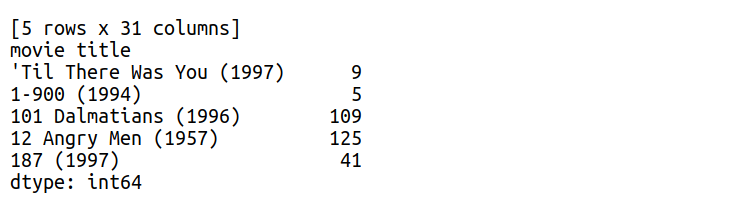 [5 rows x 31 columns]
movie title
'Til There Was You (1997)      9
1-900 (1994)                   5
101 Dalmatians (1996)        109
12 Angry Men (1957)          125
187 (1997)                    41
dtype: int64